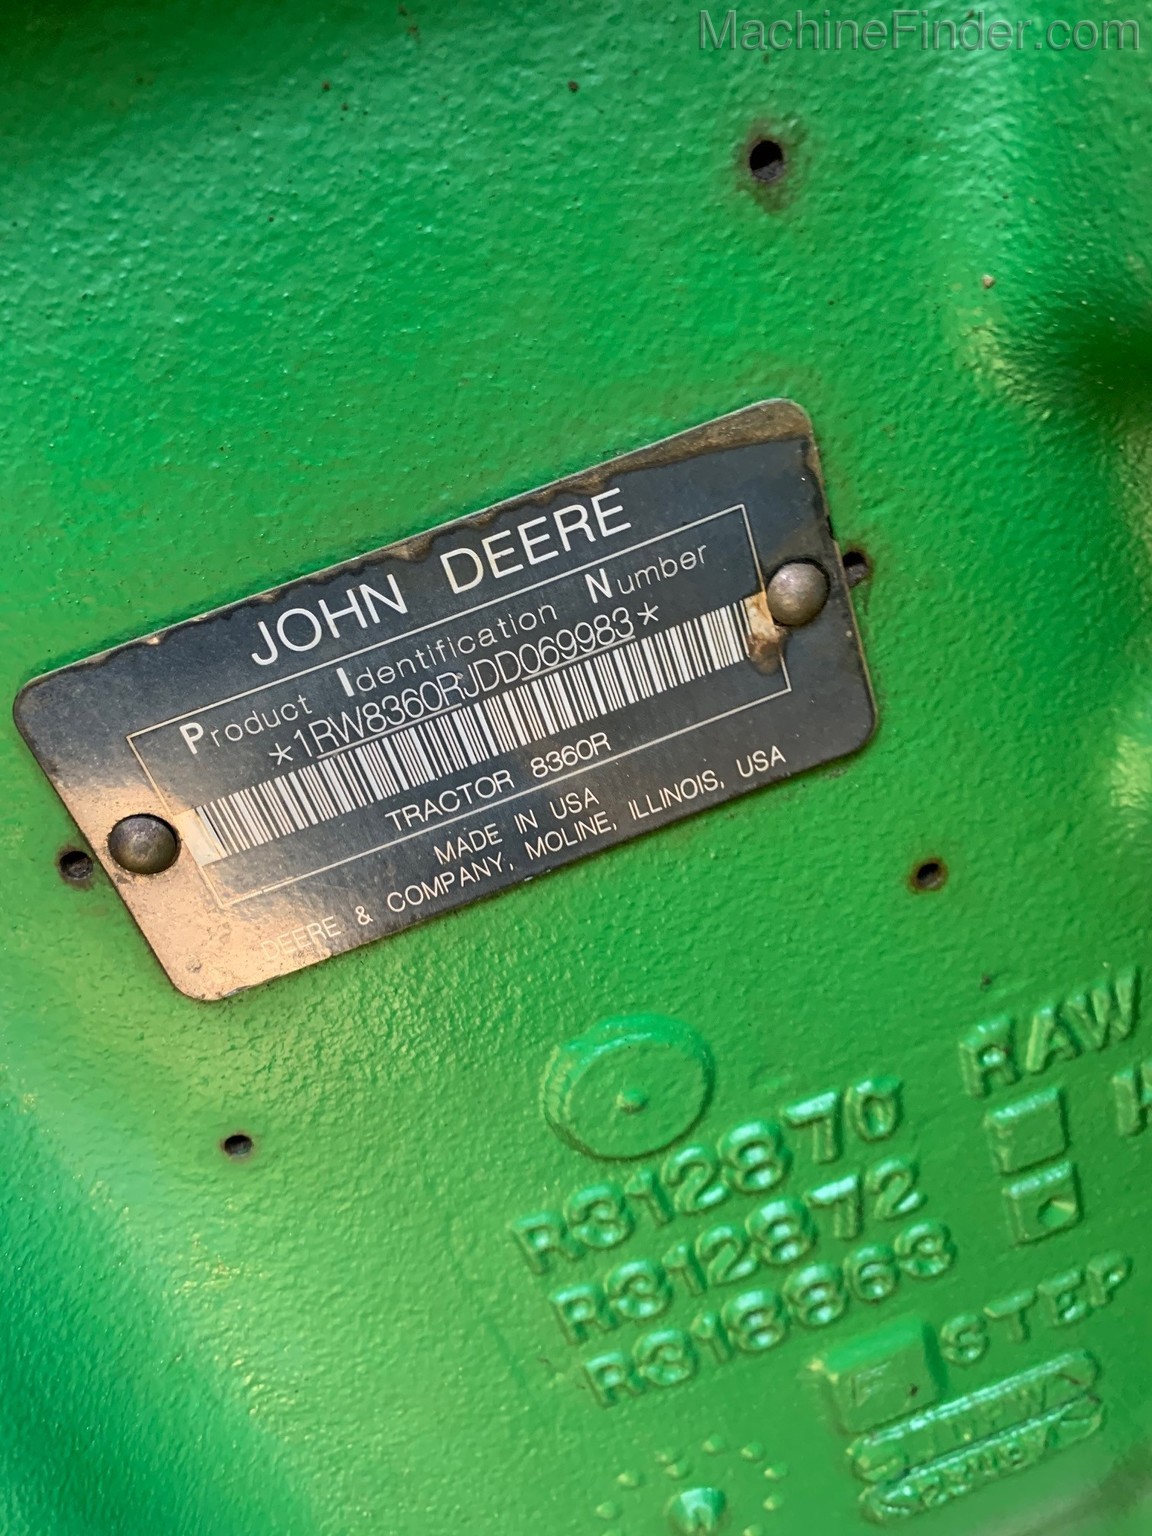 MachineFinder.com
JOHN DEERE
Product Identification Number
*1RW8360RJDD069983*
TRACTOR 8360R
MADE IN USA
DEERE & COMPANY, MOLINE, ILLINOIS, USA
RAW
R312870
R312872
R318863
STEP